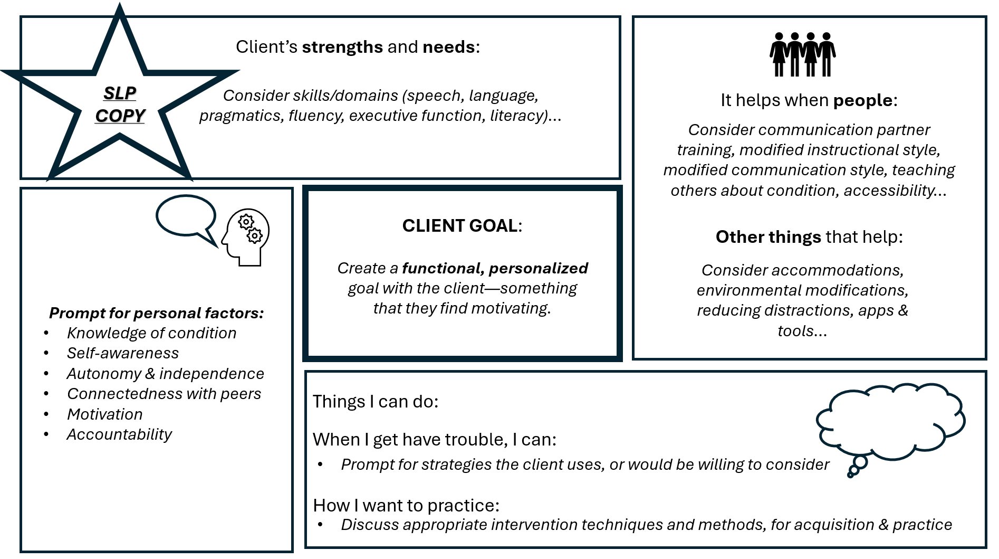 SLP
COPY
Client’s strengths and needs:
Consider skills/domains (speech, language,
pragmatics, fluency, executive function, literacy)…
It helps when people:
Consider communication partner
training, modified instructional style,
modified communication style, teaching
others about condition, accessibility…
Other things that help:
Consider accommodations,
environmental modifications,
reducing distractions, apps &
tools…
Prompt for personal factors:
• Knowledge of condition
• Self-awareness
• Autonomy & independence
• Connectedness with peers
• Motivation
• Accountability
CLIENT GOAL:
Create a functional, personalized
goal with the client—something
that they find motivating.
Things I can do:
When I get have trouble, I can:
• Prompt for strategies the client uses, or would be willing to consider
How I want to practice:
• Discuss appropriate intervention techniques and methods, for acquisition & practice